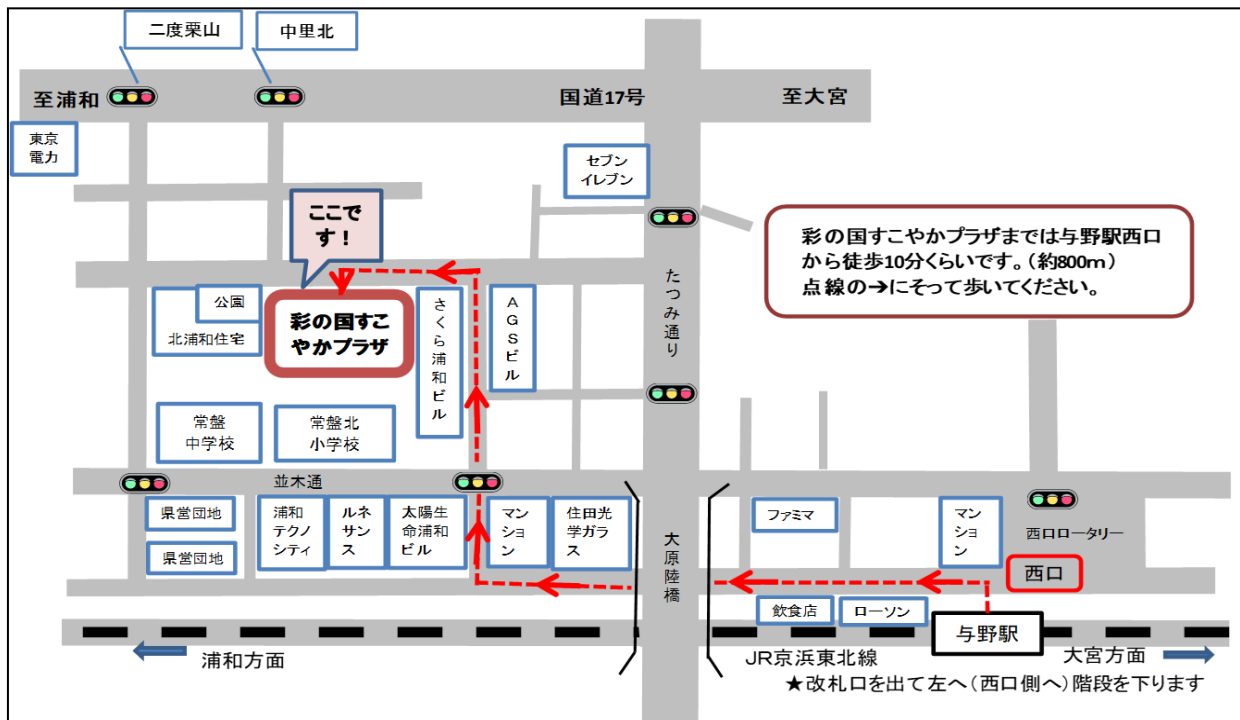 二度栗山
中里北
至浦和
国道17号
至大宮
東京
電力
セブン
イレブン
ここで
す！
彩の国すこやかプラザまでは与野駅西口
から徒歩10分くらいです。（約800m）
点線の➔にそって歩いてください。
たつみ通り
公園
北浦和住宅
彩の国すこ
やかプラザ
さくら浦和ビル
AGSビル
常盤
中学校
常盤北
小学校
並木通
県営団地
県営団地
浦和
テクノ
シティ
ルネ
サン
ス
太陽生
命浦和
ビル
マン
ショ
ン
住田光
学ガラ
ス
大原陸橋
ファミマ
マン
ション
西口ロータリー
西口
飲食店
ローソン
与野駅
浦和方面
JR京浜東北線
大宮方面
★改札口を出て左へ（西口側へ）階段を下ります